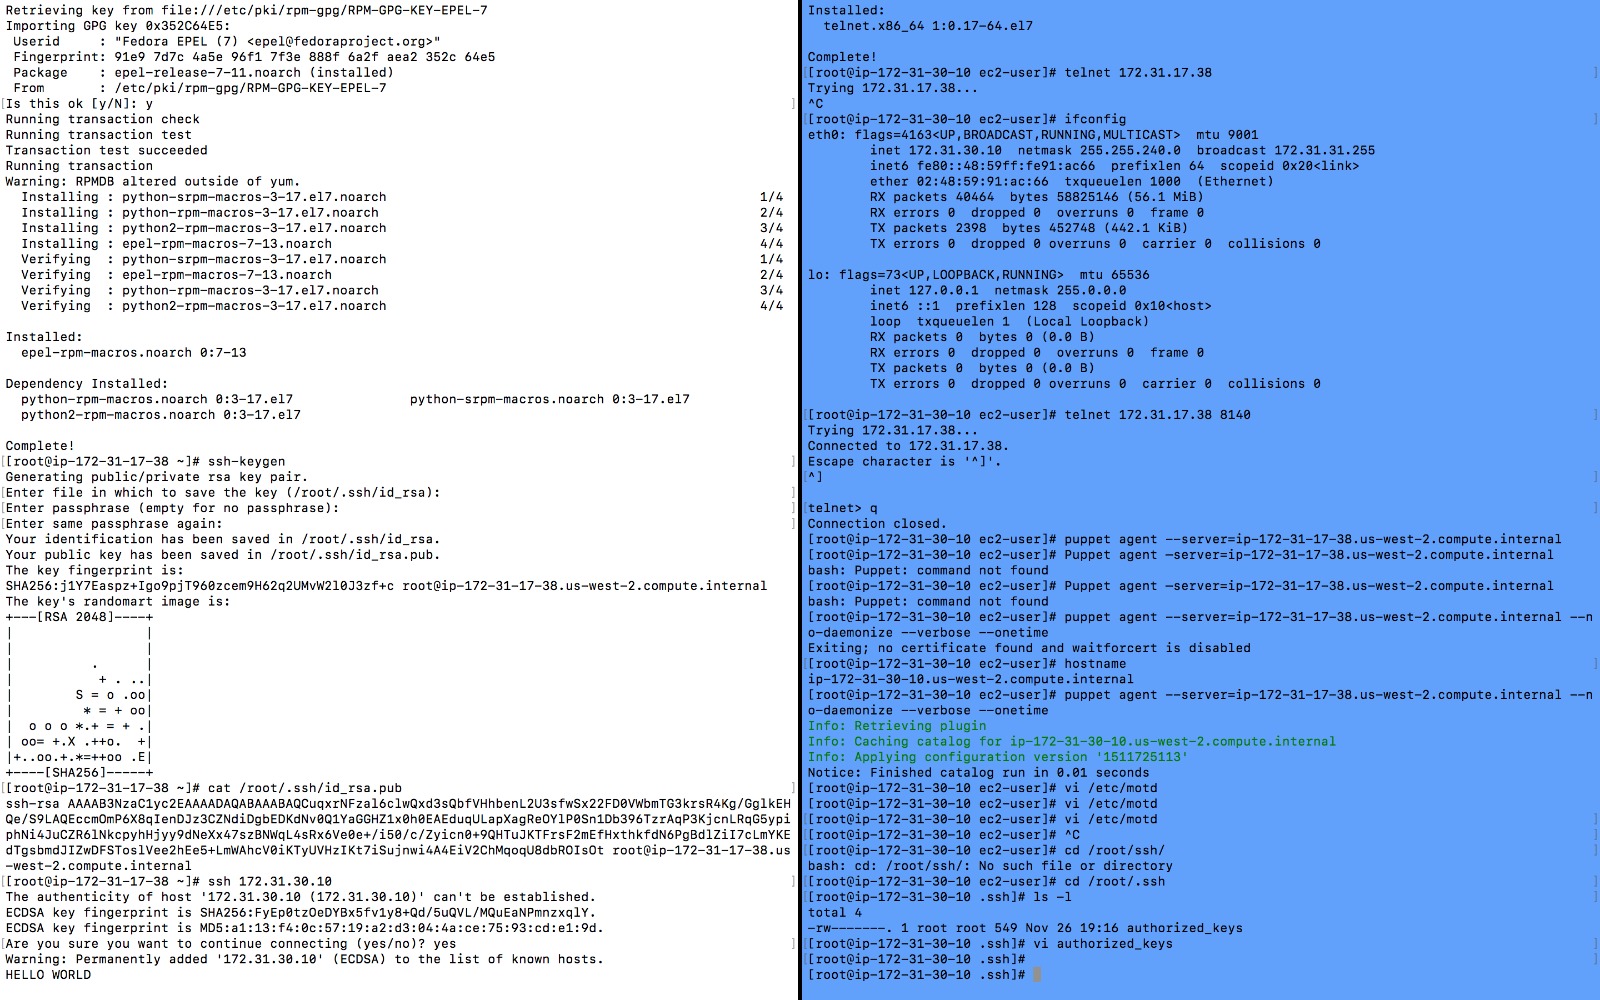 Retrieving key from file:///etc/pki/rpm-gpg/RPM-GPG-KEY-EPEL-7
Importing GPG key 0x352C64E5:
 Userid     : "Fedora EPEL (7) <epel@fedoraproject.org>"
 Fingerprint: 91e9 7d7c 4a5e 96f1 7f3e 888f 6a2f aea2 352c 64e5
 Package    : epel-release-7-11.noarch (installed)
 From       : /etc/pki/rpm-gpg/RPM-GPG-KEY-EPEL-7
[Is this ok [y/N]: y ]
Running transaction check
Running transaction test
Transaction test succeeded
Running transaction
Warning: RPMDB altered outside of yum.
  Installing : python-srpm-macros-3-17.el7.noarch 1/4
  Installing : python-rpm-macros-3-17.el7.noarch 2/4
  Installing : python2-rpm-macros-3-17.el7.noarch 3/4
  Installing : epel-rpm-macros-7-13.noarch 4/4
  Verifying  : python-srpm-macros-3-17.el7.noarch 1/4
  Verifying  : epel-rpm-macros-7-13.noarch 2/4
  Verifying  : python-rpm-macros-3-17.el7.noarch 3/4
  Verifying  : python2-rpm-macros-3-17.el7.noarch 4/4
Installed:
  epel-rpm-macros.noarch 0:7-13
Dependency Installed:
  python-rpm-macros.noarch 0:3-17.el7 python-srpm-macros.noarch 0:3-17.el7
  python2-rpm-macros.noarch 0:3-17.el7
Complete!
[[root@ip-172-31-17-38 ~]# ssh-keygen ]
Generating public/private rsa key pair.
[Enter file in which to save the key (/root/.ssh/id_rsa): ]
[Enter passphrase (empty for no passphrase): ]
[Enter same passphrase again: ]
Your identification has been saved in /root/.ssh/id_rsa.
Your public key has been saved in /root/.ssh/id_rsa.pub.
The key fingerprint is:
SHA256:j1Y7Easpz+Igo9pjT960zcem9H62q2UMvW2l0J3zf+c root@ip-172-31-17-38.us-west-2.compute.internal
The key's randomart image is:
+---[RSA 2048]----+
|                 |
|                 |
|          .      |
|           + . ..|
|        S = o .oo|
|         * = + oo|
|  o o o *.+ = + .|
| oo= +.X .++o.  +|
|+..oo.+.*=++oo .E|
+----[SHA256]-----+
[[root@ip-172-31-17-38 ~]# cat /root/.ssh/id_rsa.pub ]
ssh-rsa AAAAB3NzaC1yc2EAAAADAQABAAABAQCuqxrNFzal6clwQxd3sQbfVHhbenL2U3sfwSx22FD0VWbmTG3krsR4Kg/GglkEH
Qe/S9LAQEccmOmP6X8qIenDJz3CZNdiDgbEDKdNv0Q1YaGGHZ1x0h0EAEduqULapXagReOYlP0Sn1Db396TzrAqP3KjcnLRqG5ypi
phNi4JuCZR6lNkcpyhHjyy9dNeXx47szBNWqL4sRx6Ve0e+/i50/c/Zyicn0+9QHTuJKTFrsF2mEfHxthkfdN6PgBdlZiI7cLmYKE
dTgsbmdJIZwDFSToslVee2hEe5+LmWAhcV0iKTyUVHzIKt7iSujnwi4A4EiV2ChMqoqU8dbROIsOt root@ip-172-31-17-38.us
-west-2.compute.internal
[[root@ip-172-31-17-38 ~]# ssh 172.31.30.10 ]
The authenticity of host '172.31.30.10 (172.31.30.10)' can't be established.
ECDSA key fingerprint is SHA256:FyEp0tzOeDYBx5fv1y8+Qd/5uQVL/MQuEaNPmnzxqlY.
ECDSA key fingerprint is MD5:a1:13:f4:0c:57:19:a2:d3:04:4a:ce:75:93:cd:e1:9d.
[Are you sure you want to continue connecting (yes/no)? yes ]
Warning: Permanently added '172.31.30.10' (ECDSA) to the list of known hosts.
HELLO WORLD
Installed:
  telnet.x86_64 1:0.17-64.el7
Complete!
[[root@ip-172-31-30-10 ec2-user]# telnet 172.31.17.38 ]
Trying 172.31.17.38...
^C
[[root@ip-172-31-30-10 ec2-user]# ifconfig ]
eth0: flags=4163<UP,BROADCAST,RUNNING,MULTICAST>  mtu 9001
        inet 172.31.30.10  netmask 255.255.240.0  broadcast 172.31.31.255
        inet6 fe80::48:59ff:fe91:ac66  prefixlen 64  scopeid 0x20<link>
        ether 02:48:59:91:ac:66  txqueuelen 1000  (Ethernet)
        RX packets 40464  bytes 58825146 (56.1 MiB)
        RX errors 0  dropped 0  overruns 0  frame 0
        TX packets 2398  bytes 452748 (442.1 KiB)
        TX errors 0  dropped 0 overruns 0  carrier 0  collisions 0
lo: flags=73<UP,LOOPBACK,RUNNING>  mtu 65536
        inet 127.0.0.1  netmask 255.0.0.0
        inet6 ::1  prefixlen 128  scopeid 0x10<host>
        loop  txqueuelen 1  (Local Loopback)
        RX packets 0  bytes 0 (0.0 B)
        RX errors 0  dropped 0  overruns 0  frame 0
        TX packets 0  bytes 0 (0.0 B)
        TX errors 0  dropped 0 overruns 0  carrier 0  collisions 0
[[root@ip-172-31-30-10 ec2-user]# telnet 172.31.17.38 8140 ]
Trying 172.31.17.38...
Connected to 172.31.17.38.
Escape character is '^]'.
[^] ]
[telnet> q ]
Connection closed.
[[root@ip-172-31-30-10 ec2-user]# puppet agent --server=ip-172-31-17-38.us-west-2.compute.internal ]
[[root@ip-172-31-30-10 ec2-user]# Puppet agent -server=ip-172-31-17-38.us-west-2.compute.internal ]
bash: Puppet: command not found
[[root@ip-172-31-30-10 ec2-user]# Puppet agent -server=ip-172-31-17-38.us-west-2.compute.internal ]
bash: Puppet: command not found
[[root@ip-172-31-30-10 ec2-user]# puppet agent --server=ip-172-31-17-38.us-west-2.compute.internal --n]
o-daemonize --verbose --onetime
Exiting; no certificate found and waitforcert is disabled
[[root@ip-172-31-30-10 ec2-user]# hostname ]
ip-172-31-30-10.us-west-2.compute.internal
[[root@ip-172-31-30-10 ec2-user]# puppet agent --server=ip-172-31-17-38.us-west-2.compute.internal --n]
o-daemonize --verbose --onetime
Info: Retrieving plugin
Info: Caching catalog for ip-172-31-30-10.us-west-2.compute.internal
Info: Applying configuration version '1511725113'
Notice: Finished catalog run in 0.01 seconds
[[root@ip-172-31-30-10 ec2-user]# vi /etc/motd ]
[[root@ip-172-31-30-10 ec2-user]# vi /etc/motd ]
[[root@ip-172-31-30-10 ec2-user]# vi /etc/motd ]
[[root@ip-172-31-30-10 ec2-user]# ^C ]
[[root@ip-172-31-30-10 ec2-user]# cd /root/ssh/ ]
bash: cd: /root/ssh/: No such file or directory
[[root@ip-172-31-30-10 ec2-user]# cd /root/.ssh ]
[[root@ip-172-31-30-10 .ssh]# ls -l ]
total 4
-rw-------. 1 root root 549 Nov 26 19:16 authorized_keys
[[root@ip-172-31-30-10 .ssh]# vi authorized_keys ]
[[root@ip-172-31-30-10 .ssh]# ]
[root@ip-172-31-30-10 .ssh]#